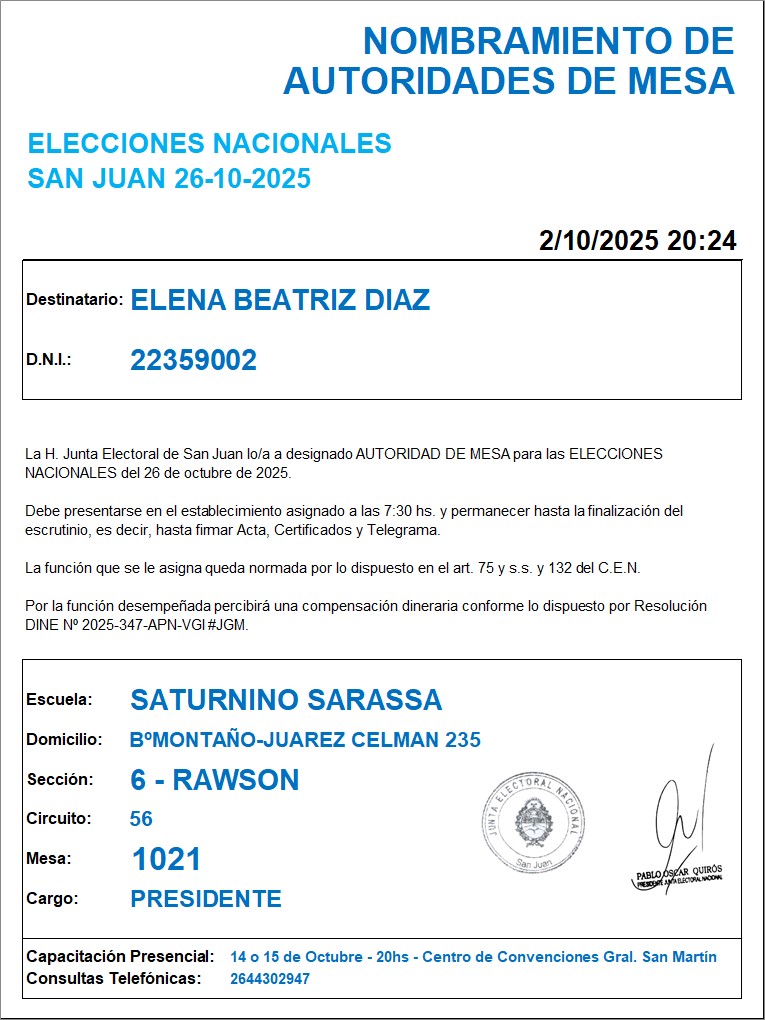 NOMBRAMIENTO DE
AUTORIDADES DE MESA
ELECCIONES NACIONALES
SAN JUAN 26-10-2025
2/10/2025 20:24
Destinatario: ELENA BEATRIZ DIAZ
D.N.I.: 22359002
La H. Junta Electoral de San Juan lo/a a designado AUTORIDAD DE MESA para las ELECCIONES
NACIONALES del 26 de octubre de 2025.
Debe presentarse en el establecimiento asignado a las 7:30 hs. y permanecer hasta la finalización del
escrutinio, es decir, hasta firmar Acta, Certificados y Telegrama.
La función que se le asigna queda normada por lo dispuesto en el art. 75 y s.s. y 132 del C.E.N.
Por la función desempeñada percibirá una compensación dineraria conforme lo dispuesto por Resolución
DINE Nº 2025-347-APN-VGI#JGM.
Escuela: SATURNINO SARASSA
Domicilio: BºMONTAÑO-JUAREZ CELMAN 235
Sección: 6 - RAWSON
Circuito: 56
Mesa: 1021
Cargo: PRESIDENTE
JUNTA ELECTORAL NACIONAL
San Juan
PABLO OSCAR QUIRÓS
PRESIDENTE JUNTA ELECTORAL NACIONAL
Capacitación Presencial: 14 o 15 de Octubre - 20hs - Centro de Convenciones Gral. San Martín
Consultas Telefónicas: 2644302947